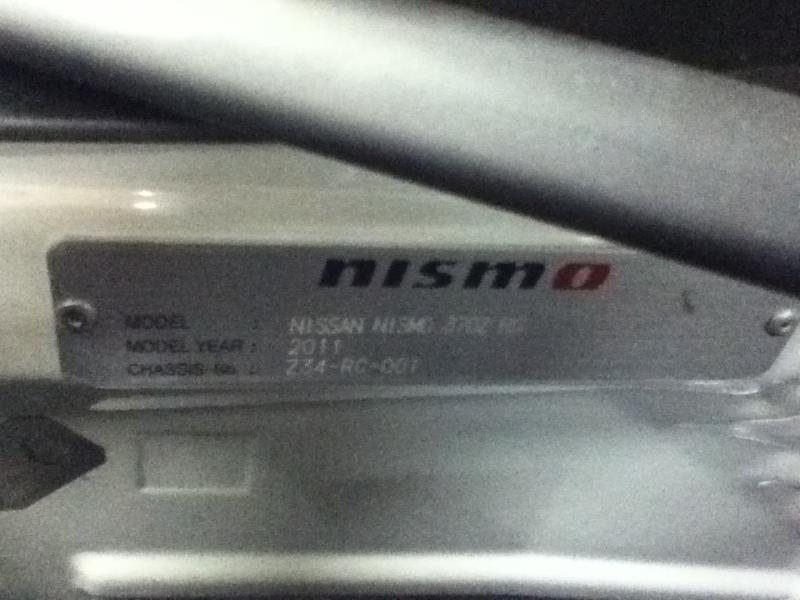 nismo
MODEL : NISSAN NISMO 370Z RC
MODEL YEAR : 2011
CHASSIS No. : Z34-RC-001